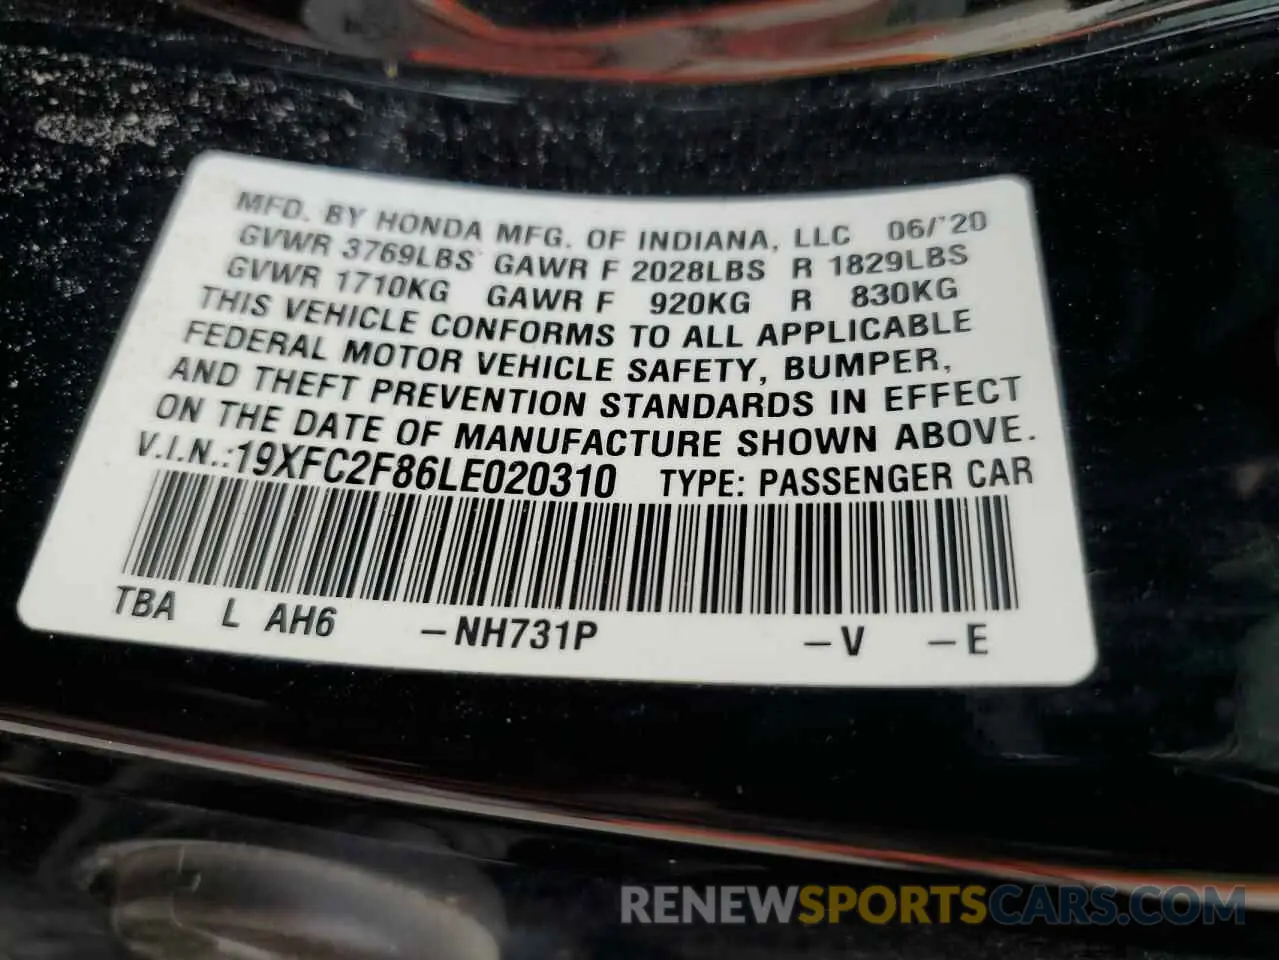 MFD. BY HONDA MFG. OF INDIANA, LLC 06/'20
GVWR 3769LBS GAWR F 2028LBS R 1829LBS
GVWR 1710KG GAWR F 920KG R 830KG
THIS VEHICLE CONFORMS TO ALL APPLICABLE
FEDERAL MOTOR VEHICLE SAFETY, BUMPER,
AND THEFT PREVENTION STANDARDS IN EFFECT
ON THE DATE OF MANUFACTURE SHOWN ABOVE.
V.I.N.:19XFC2F86LE020310 TYPE: PASSENGER CAR
TBA L AH6 –NH731P –V –E
RENEWSPORTSCARS.COM